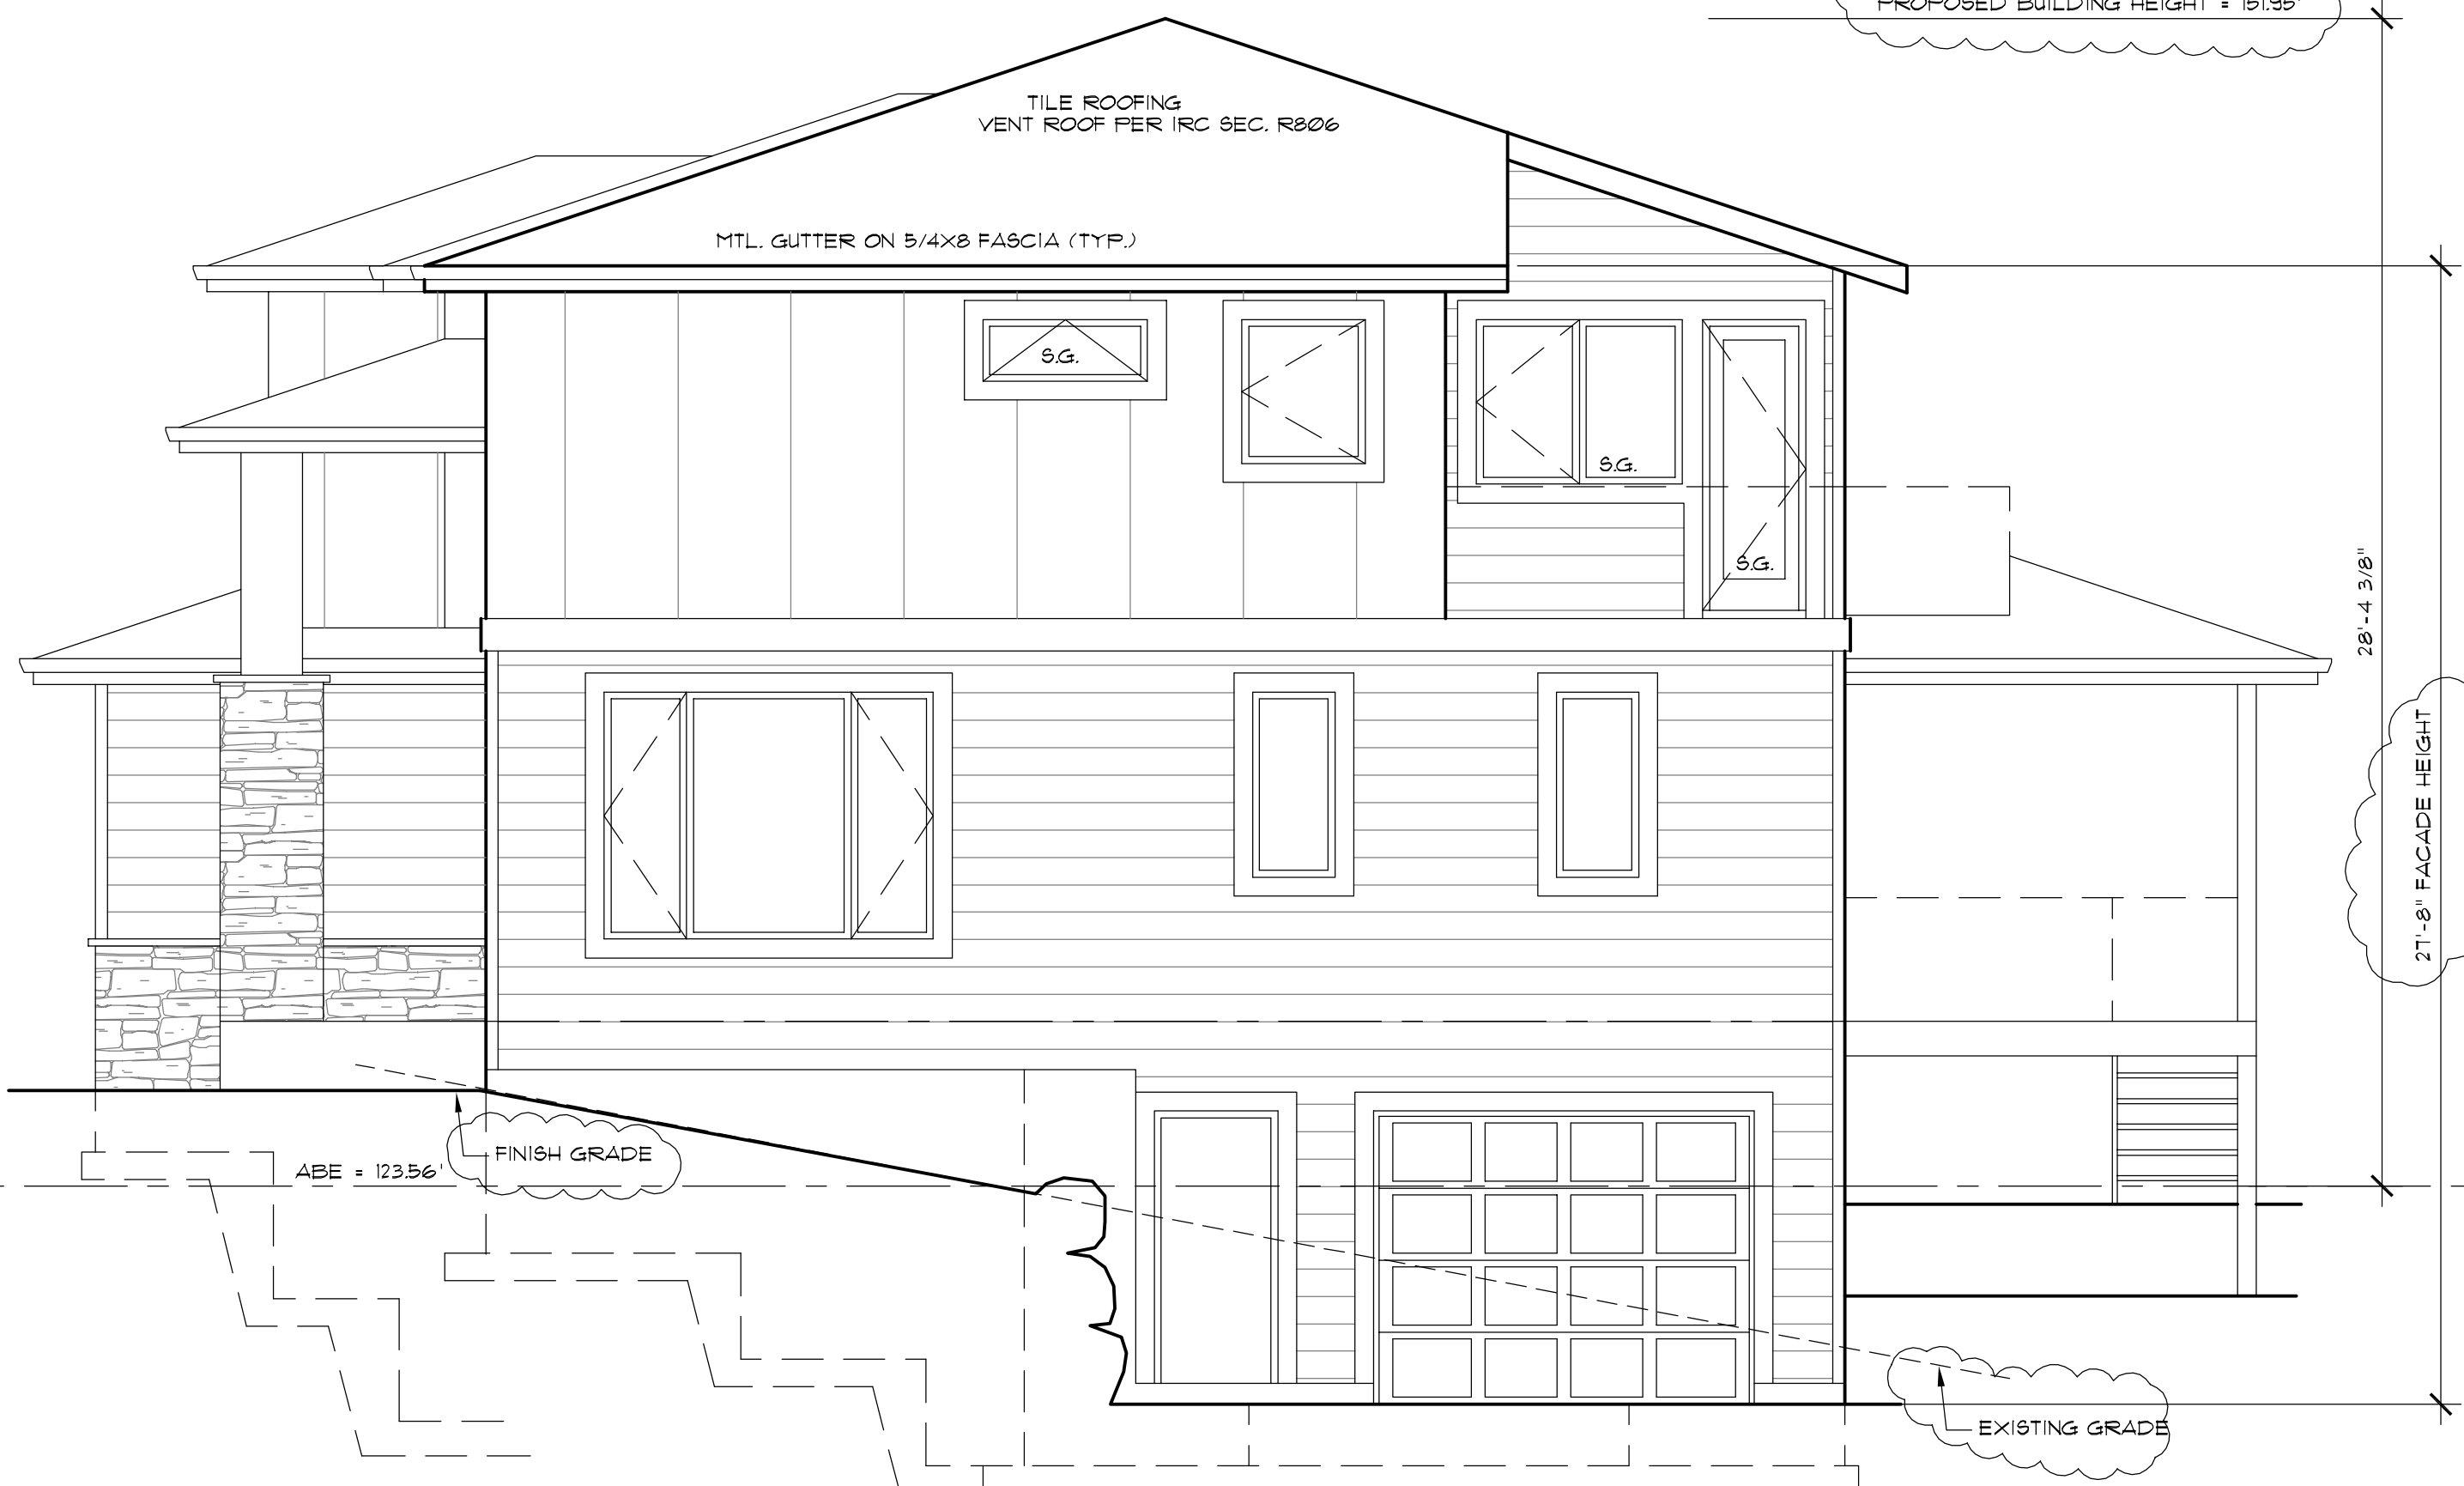 PROPOSED BUILDING HEIGHT = 151.95'
TILE ROOFING
VENT ROOF PER IRC SEC. R806
MTL. GUTTER ON 5/4X8 FASCIA (TYP.)
S.G.
S.G.
S.G.
28'-4 3/8"
27'-8" FACADE HEIGHT
FINISH GRADE
ABE = 123.56'
EXISTING GRADE